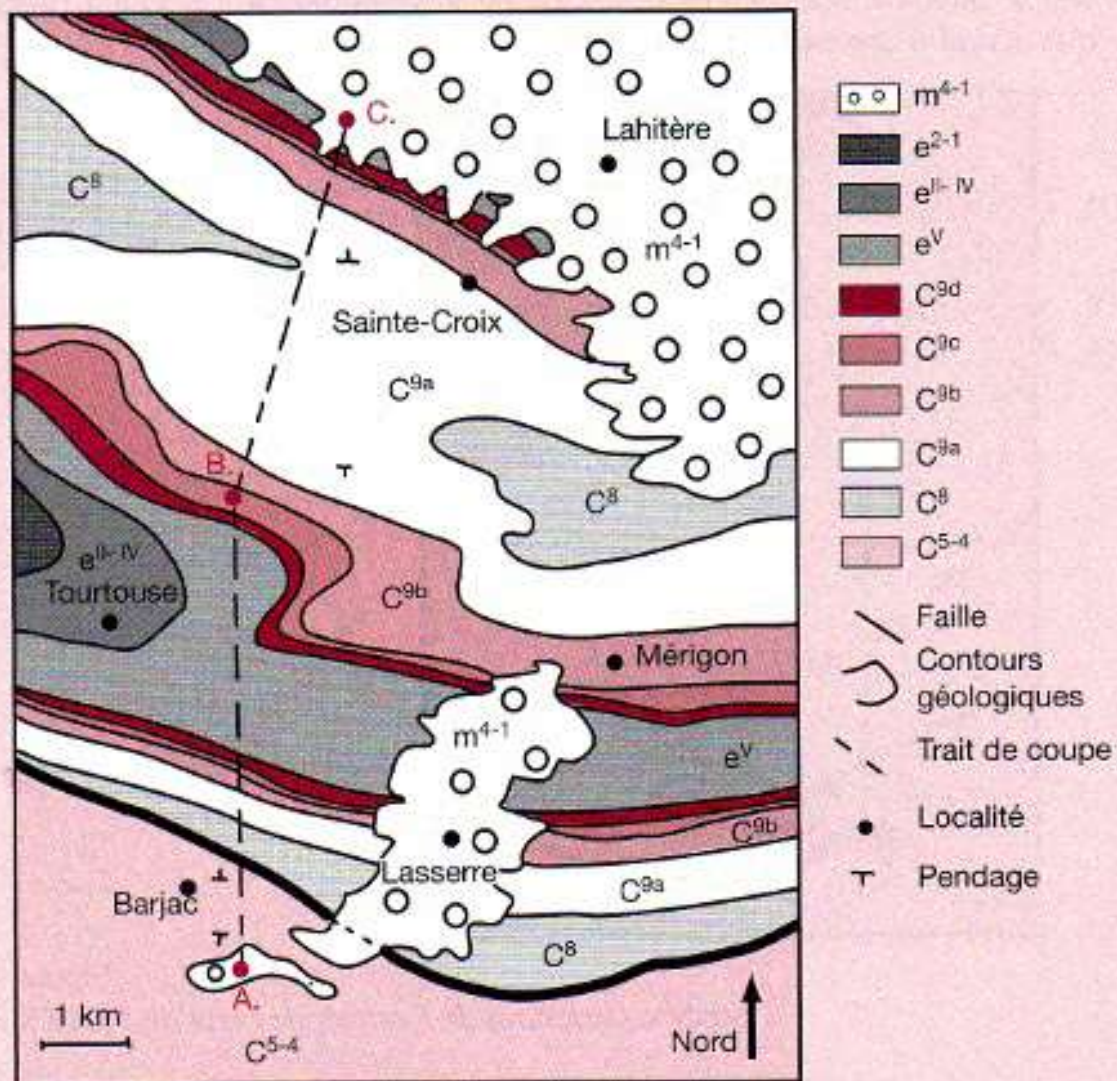 C.
Lahitère
C⁸
m⁴⁻¹
Sainte-Croix
C⁹ᵃ
B.
C⁸
eᴵᴵ⁻ ᴵⱽ
Tourtouse
C⁹ᵇ
Mérigon
m⁴⁻¹
eⱽ
C⁹ᵇ
Lasserre
C⁹ᵃ
Barjac
C⁸
A.
1 km
C⁵⁻⁴
Nord
m⁴⁻¹
e²⁻¹
eᴵᴵ⁻ ᴵⱽ
eⱽ
C⁹ᵈ
C⁹ᶜ
C⁹ᵇ
C⁹ᵃ
C⁸
C⁵⁻⁴
Faille
Contours
géologiques
Trait de coupe
Localité
Pendage